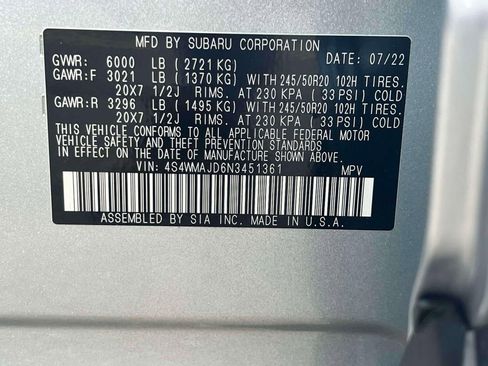 MFD BY SUBARU CORPORATION
GVWR: 6000 LB (2721 KG) DATE: 07/22
GAWR:F 3021 LB (1370 KG) WITH 245/50R20 102H TIRES.
20X7 1/2J RIMS. AT 230 KPA (33 PSI) COLD
GAWR:R 3296 LB (1495 KG) WITH 245/50R20 102H TIRES.
20X7 1/2J RIMS. AT 230 KPA (33 PSI) COLD
THIS VEHICLE CONFORMS TO ALL APPLICABLE FEDERAL MOTOR
VEHICLE SAFETY AND THEFT PREVENTION STANDARDS IN
EFFECT ON THE DATE OF MANUFACTURE SHOWN ABOVE.
VIN: 4S4WMAJD6N3451361 MPV
ASSEMBLED BY SIA INC. MADE IN U.S.A.